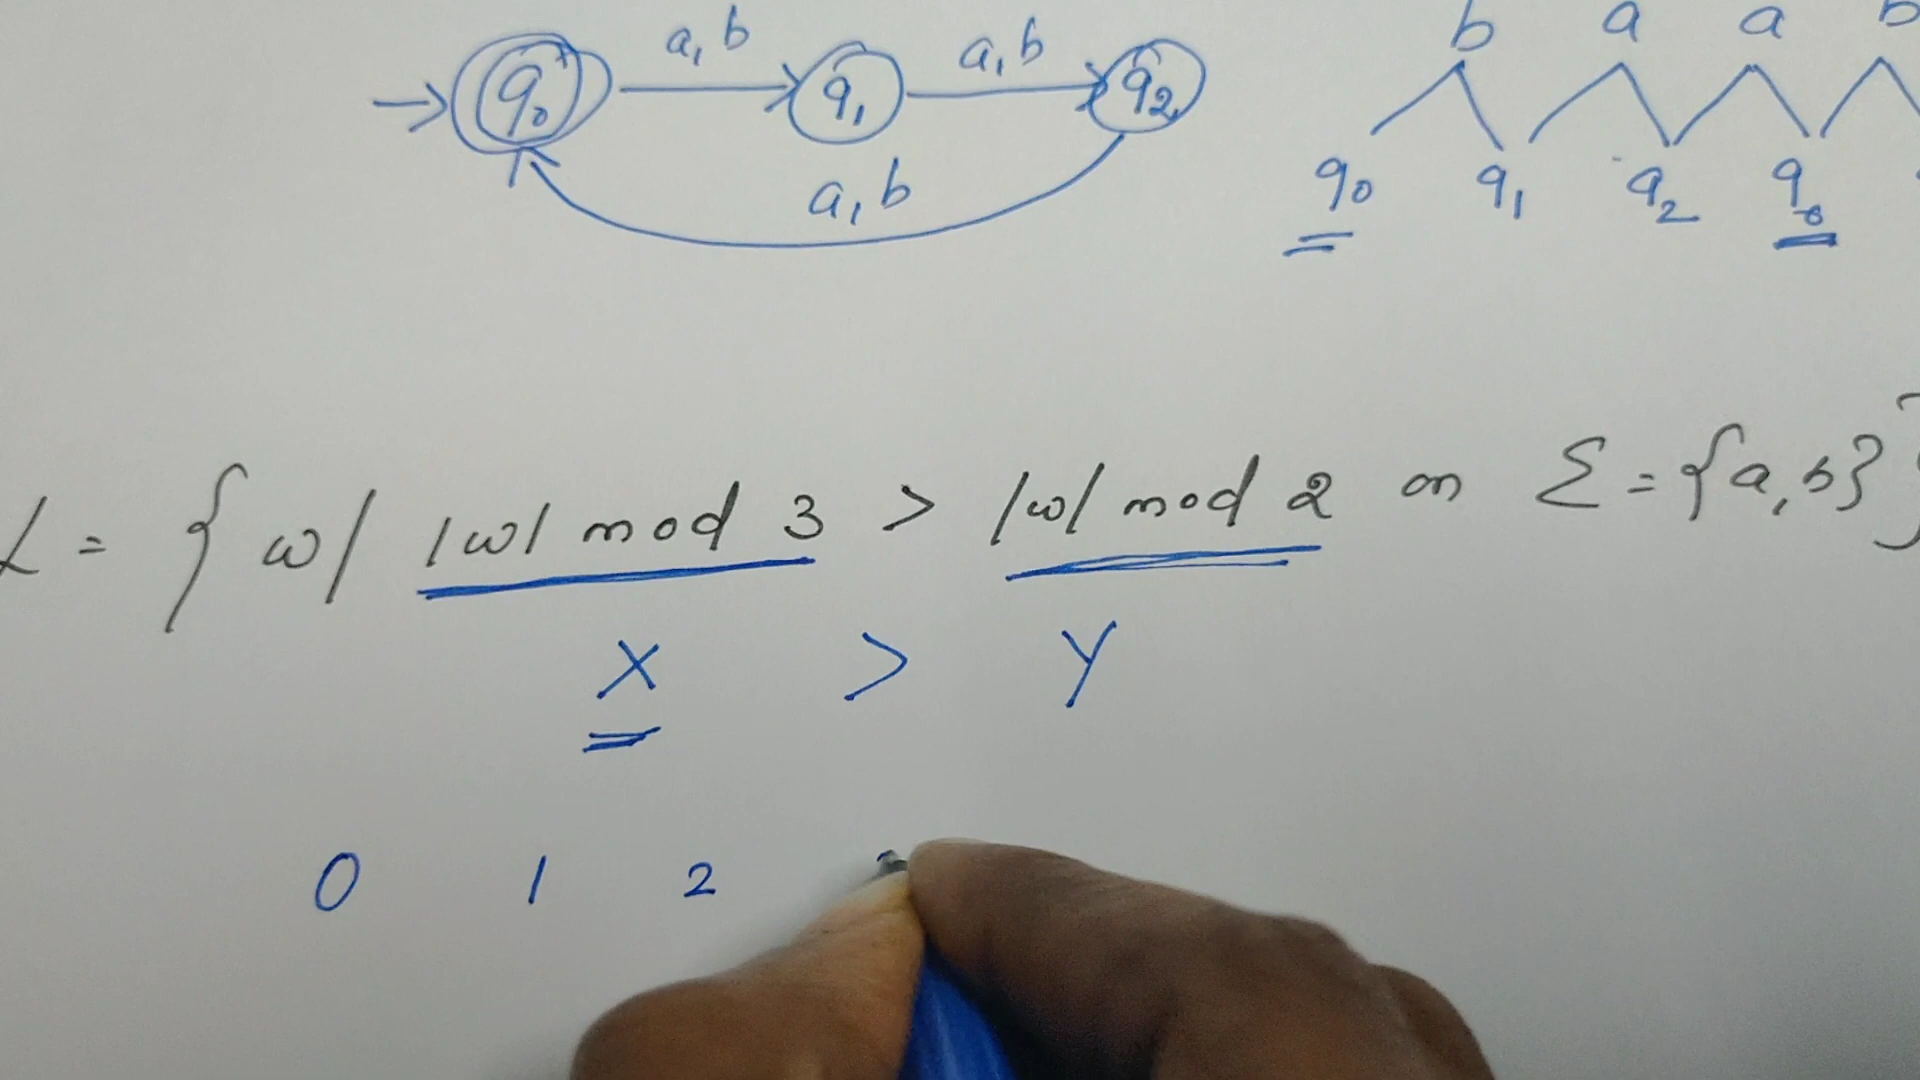 a, b a, b b a a b
q0 q1 q2
a, b q0 q1 q2 q0
L = { w / |w| mod 3 > |w| mod 2 on Σ = {a, b} }
X > Y
0 1 2